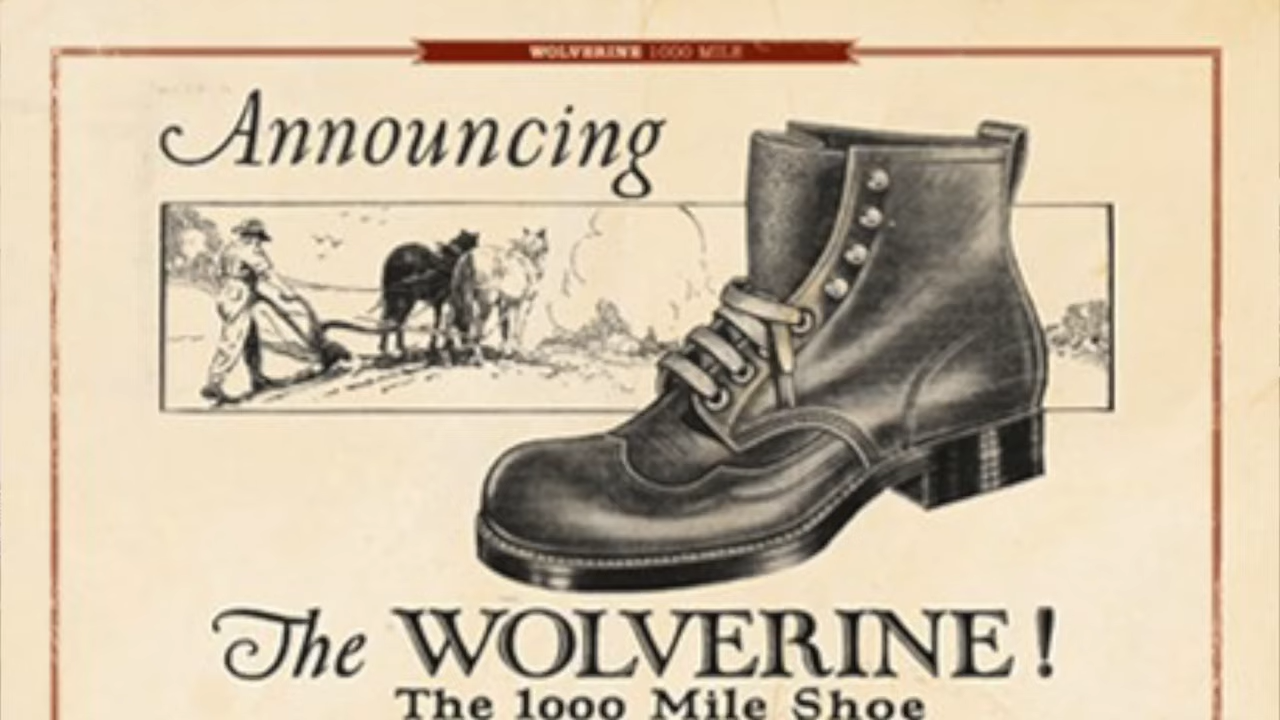 WOLVERINE 1000 MILE
Announcing
The WOLVERINE!
The 1000 Mile Shoe